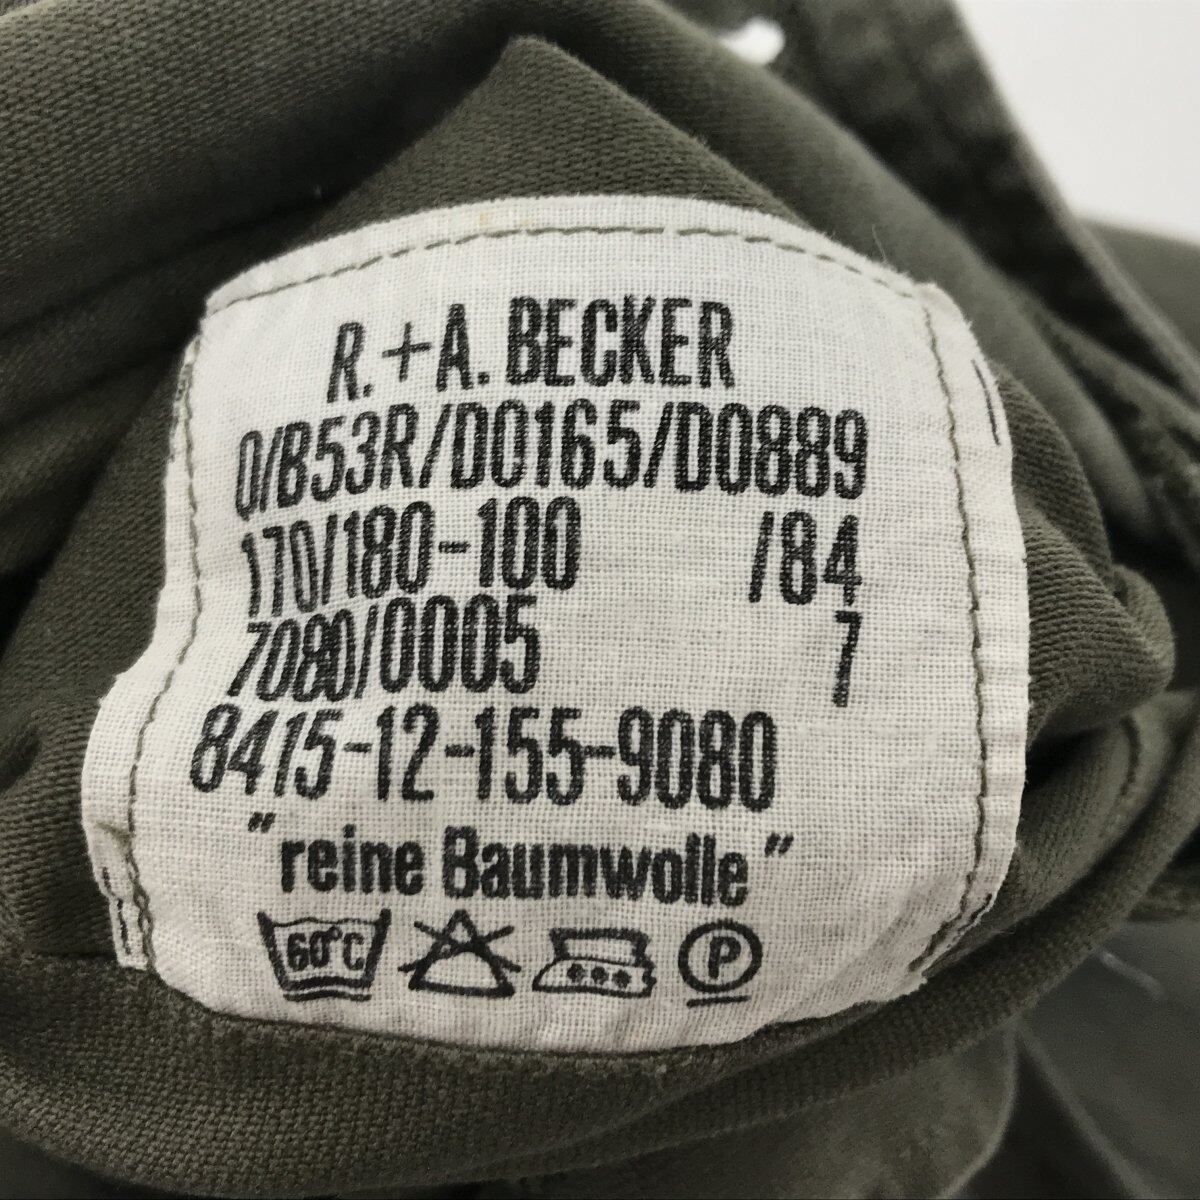 R.+A. BECKER
0/B53R/D0165/D0889
170/180-100 /84
7080/0005 7
8415-12-155-9080
"reine Baumwolle"
60°C P